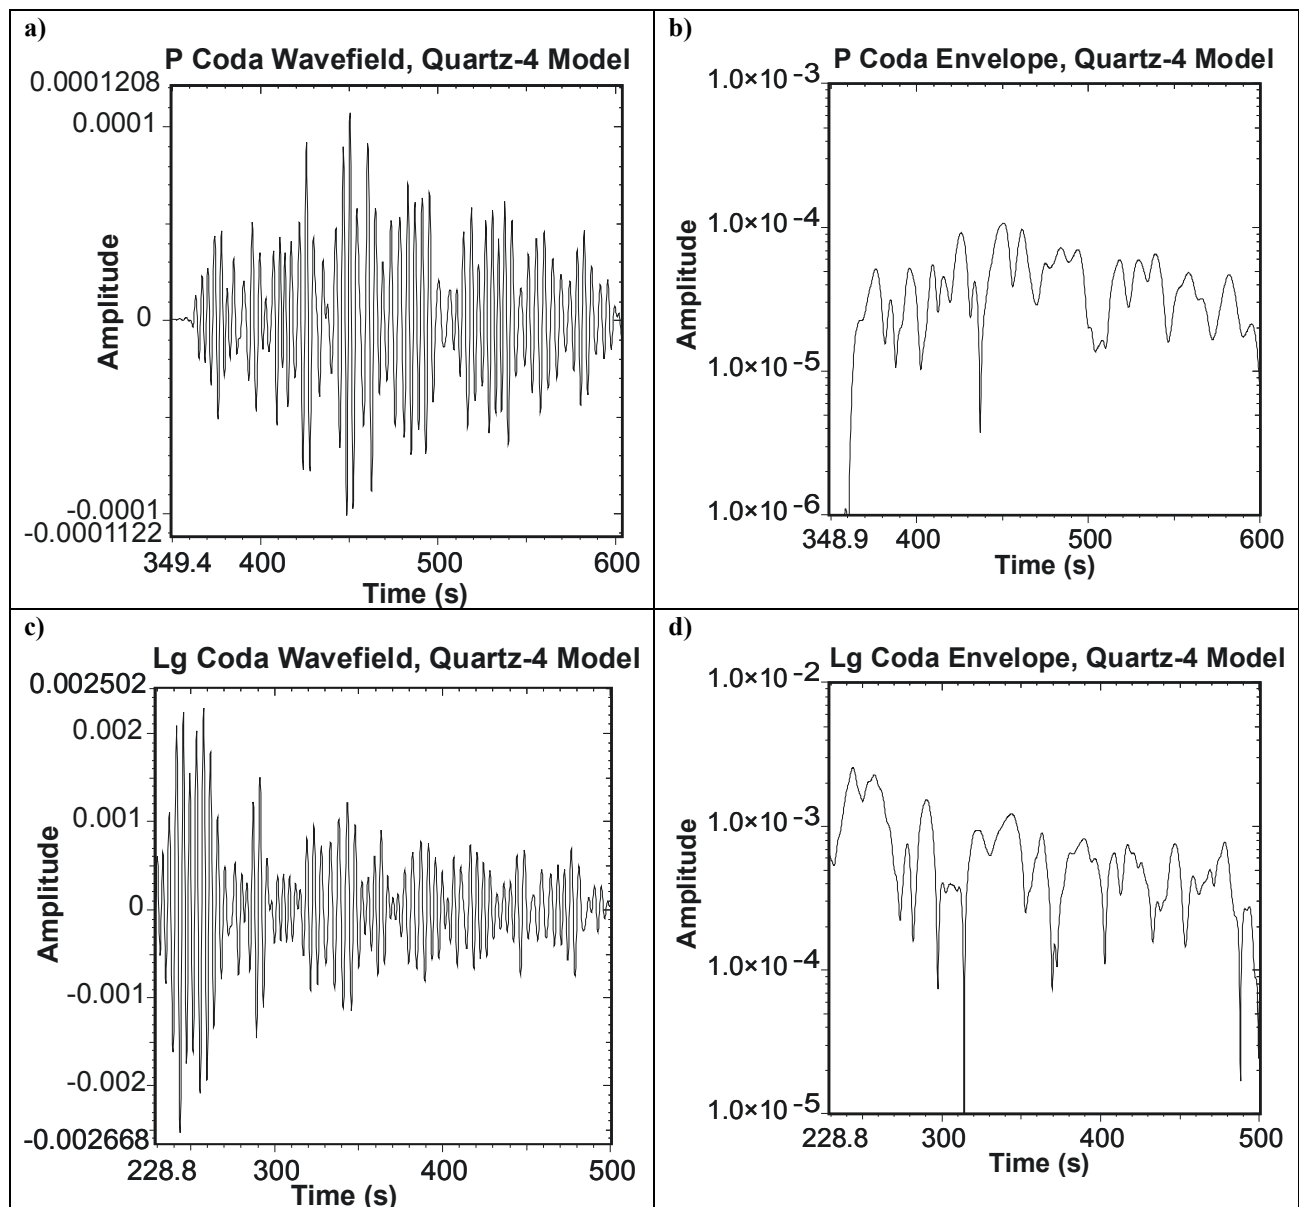 a)
P Coda Wavefield, Quartz-4 Model
0.0001208
0.0001
0
-0.0001
-0.0001122
Amplitude
349.4 400 500 600
Time (s)
b)
P Coda Envelope, Quartz-4 Model
1.0×10 -3
1.0×10 -4
1.0×10 -5
1.0×10 -6
Amplitude
348.9 400 500 600
Time (s)
c)
Lg Coda Wavefield, Quartz-4 Model
0.002502
0.002
0.001
0
-0.001
-0.002
-0.002668
Amplitude
228.8 300 400 500
Time (s)
d)
Lg Coda Envelope, Quartz-4 Model
1.0×10 -2
1.0×10 -3
1.0×10 -4
1.0×10 -5
Amplitude
228.8 300 400 500
Time (s)